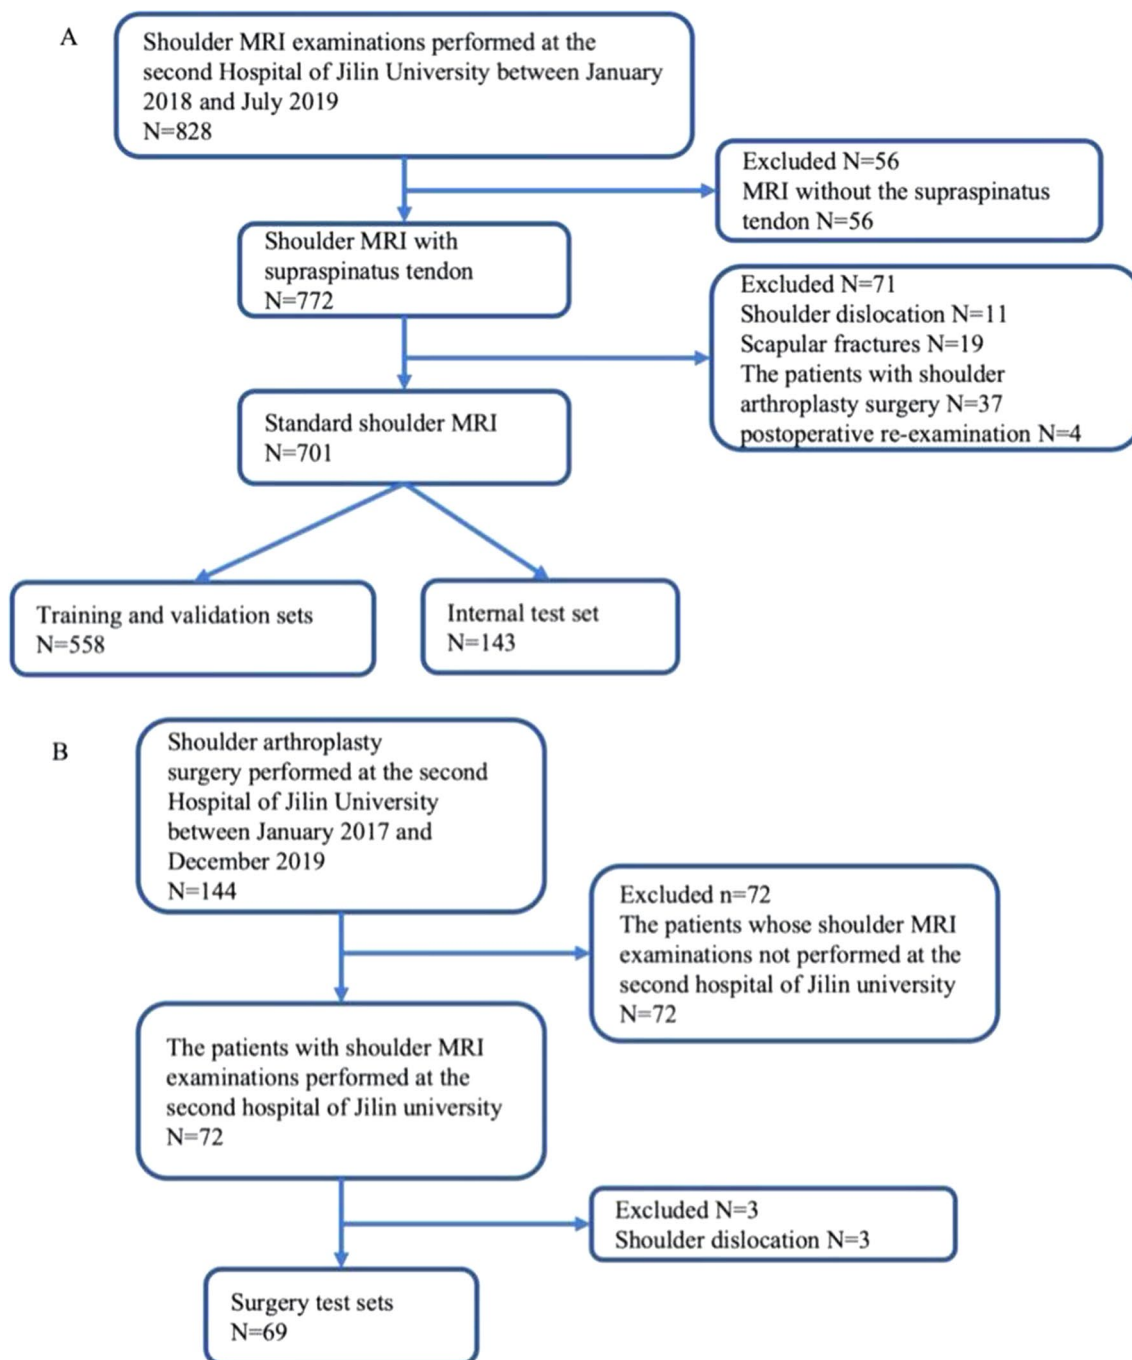 A
Shoulder MRI examinations performed at the
second Hospital of Jilin University between January
2018 and July 2019
N=828
Excluded N=56
MRI without the supraspinatus
tendon N=56
Shoulder MRI with
supraspinatus tendon
N=772
Excluded N=71
Shoulder dislocation N=11
Scapular fractures N=19
The patients with shoulder
arthroplasty surgery N=37
postoperative re-examination N=4
Standard shoulder MRI
N=701
Training and validation sets
N=558
Internal test set
N=143
B
Shoulder arthroplasty
surgery performed at the second
Hospital of Jilin University
between January 2017 and
December 2019
N=144
Excluded n=72
The patients whose shoulder MRI
examinations not performed at the
second hospital of Jilin university
N=72
The patients with shoulder MRI
examinations performed at the
second hospital of Jilin university
N=72
Excluded N=3
Shoulder dislocation N=3
Surgery test sets
N=69